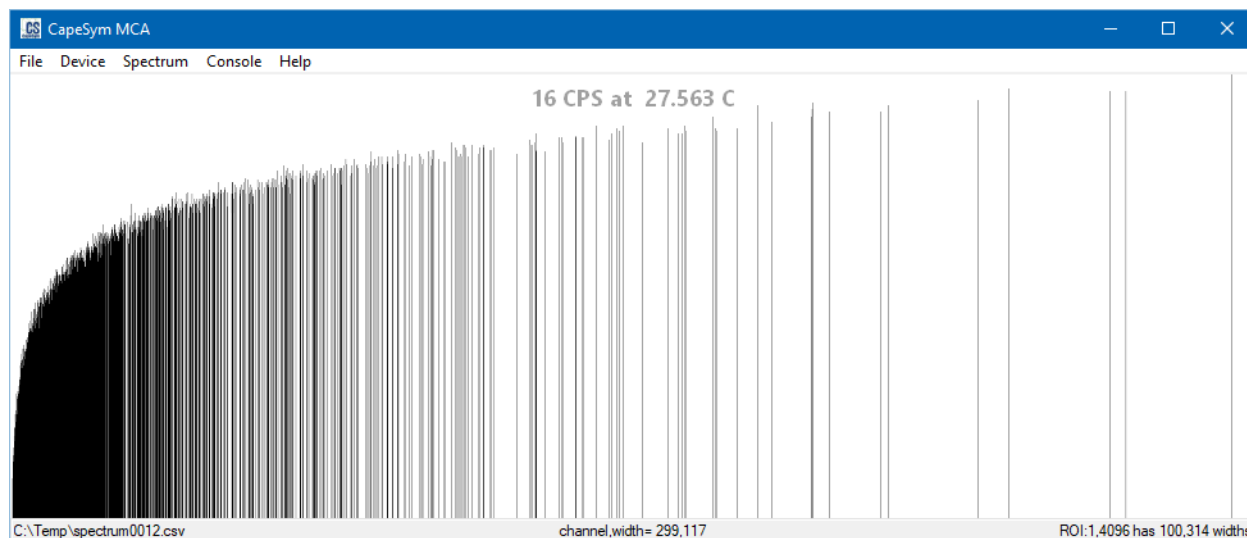 CS CapeSym MCA
File Device Spectrum Console Help
16 CPS at 27.563 C
C:\Temp\spectrum0012.csv channel,width= 299,117 ROI:1,4096 has 100,314 widths